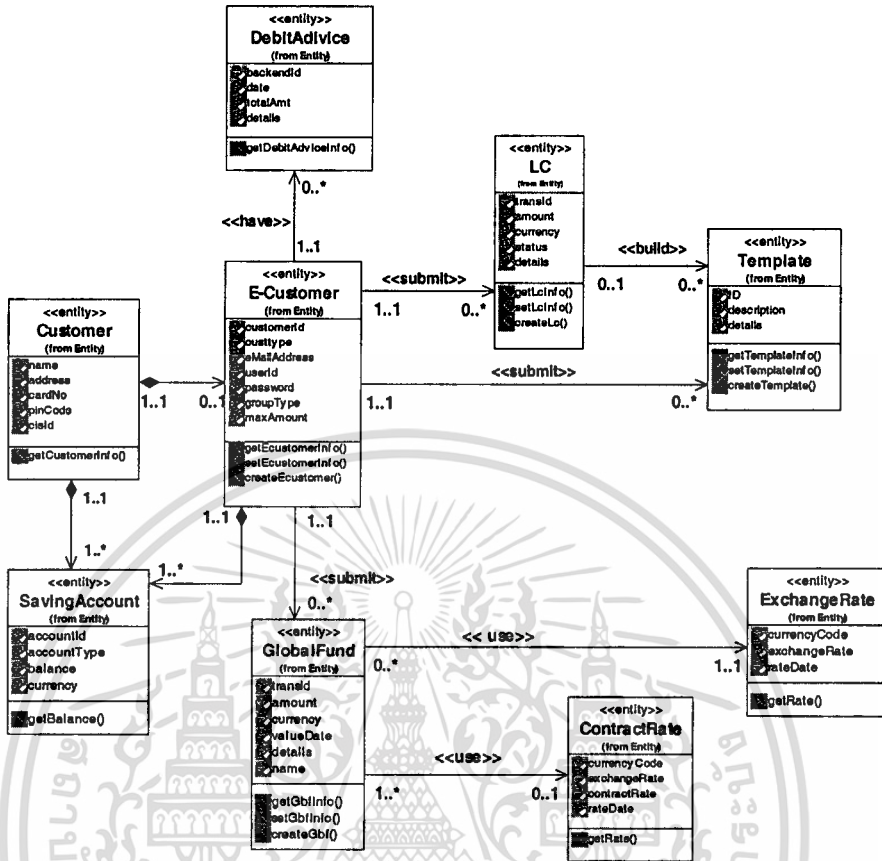 <<entity>>
DebitAdivice
(from Entity)
backendId
date
totalAmt
details
getDebitAdviceInfo()
0..*
<<have>>
1..1
<<entity>>
LC
(from Entity)
transId
amount
currency
status
details
getLcInfo()
setLcInfo()
createLc()
<<build>>
0..1
0..*
<<entity>>
Template
(from Entity)
ID
description
details
getTemplateInfo()
setTemplateInfo()
createTemplate()
<<entity>>
E-Customer
(from Entity)
customerId
custtype
eMailAddress
userId
password
groupType
maxAmount
getEcustomerInfo()
setEcustomerInfo()
createEcustomer()
<<submit>>
1..1
0..*
<<submit>>
1..1
0..*
<<entity>>
Customer
(from Entity)
name
address
cardNo
pinCode
cisId
getCustomerInfo()
1..1
0..1
1..1
1..*
1..1
1..*
1..1
<<submit>>
0..*
<<entity>>
SavingAccount
(from Entity)
accountId
accountType
balance
currency
getBalance()
<<entity>>
GlobalFund
(from Entity)
transId
amount
currency
valueDate
details
name
getGbfInfo()
setGbfInfo()
createGbf()
<< use>>
0..*
1..1
<<entity>>
ExchangeRate
(from Entity)
currencyCode
exchangeRate
rateDate
getRate()
<<use>>
1..*
0..1
<<entity>>
ContractRate
(from Entity)
currencyCode
exchangeRate
contractRate
rateDate
getRate()